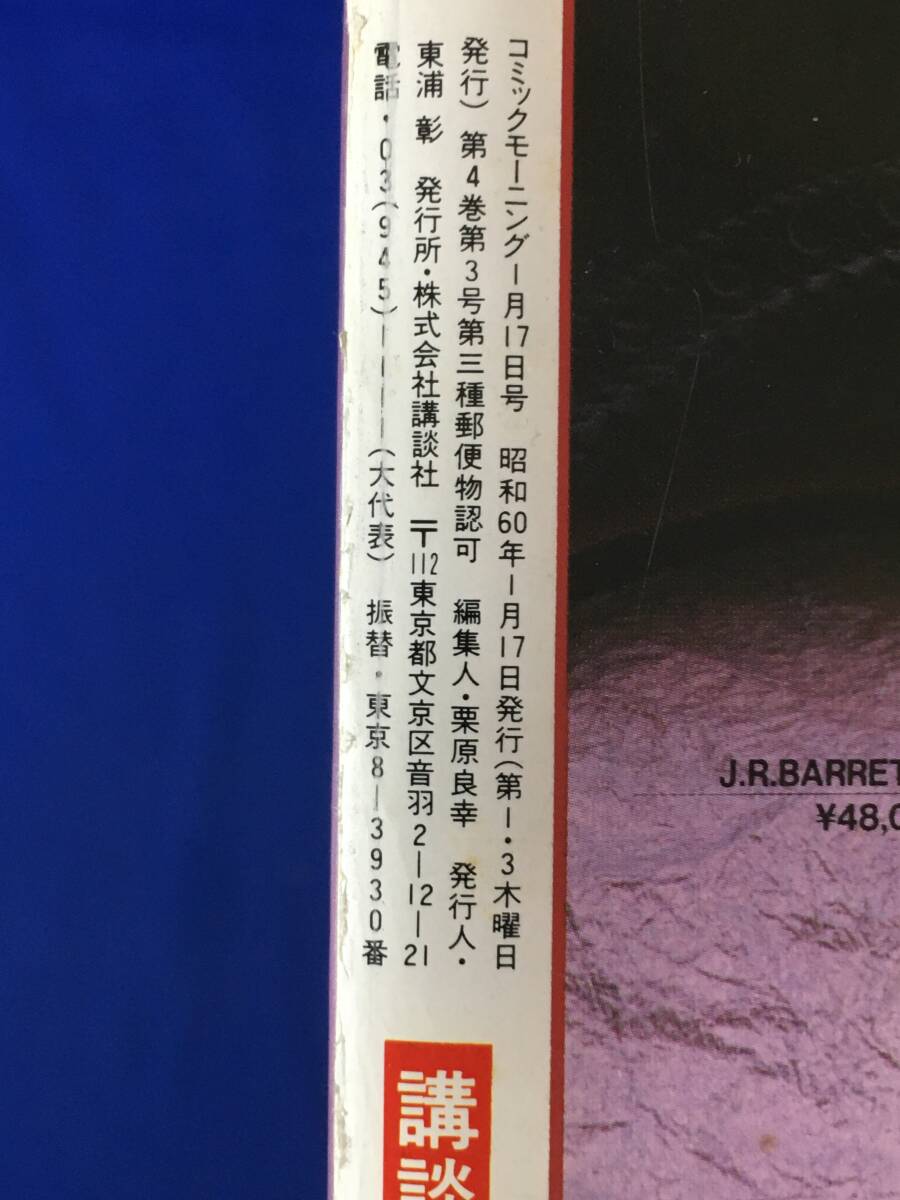 コミックモーニング1月17日号　昭和60年1月17日発行(第1・3木曜日
発行)　第4巻第3号第三種郵便物認可　編集人・栗原良幸　発行人・
東浦 彰　発行所・株式会社講談社　〒112東京都文京区音羽2―12―21
電話・03(945)1111(大代表)　振替・東京8―3930番
講談
J.R.BARRET
¥48,0